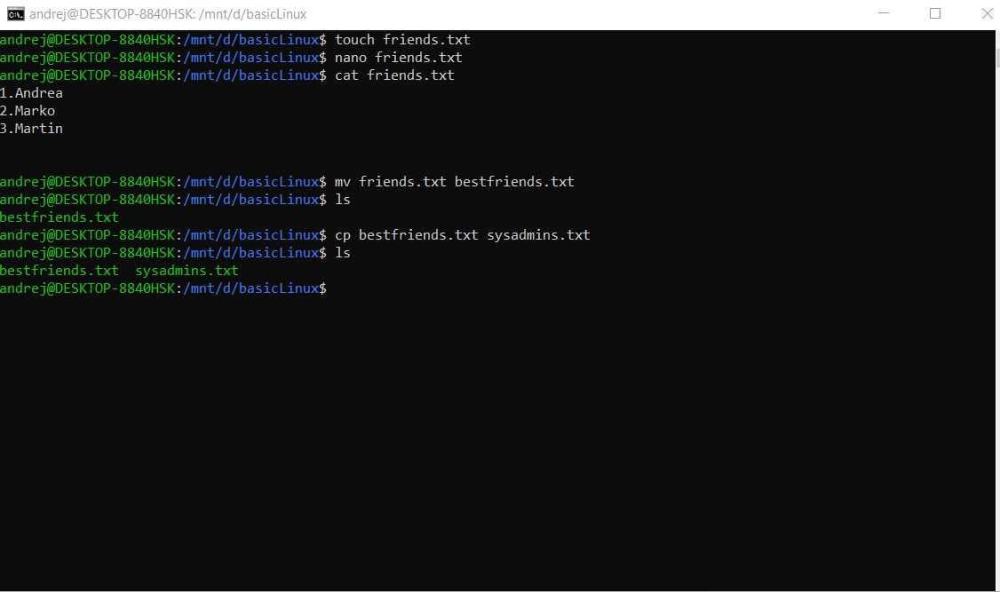 andrej@DESKTOP-8840HSK: /mnt/d/basicLinux
andrej@DESKTOP-8840HSK:/mnt/d/basicLinux$ touch friends.txt
andrej@DESKTOP-8840HSK:/mnt/d/basicLinux$ nano friends.txt
andrej@DESKTOP-8840HSK:/mnt/d/basicLinux$ cat friends.txt
1.Andrea
2.Marko
3.Martin
andrej@DESKTOP-8840HSK:/mnt/d/basicLinux$ mv friends.txt bestfriends.txt
andrej@DESKTOP-8840HSK:/mnt/d/basicLinux$ ls
bestfriends.txt
andrej@DESKTOP-8840HSK:/mnt/d/basicLinux$ cp bestfriends.txt sysadmins.txt
andrej@DESKTOP-8840HSK:/mnt/d/basicLinux$ ls
bestfriends.txt  sysadmins.txt
andrej@DESKTOP-8840HSK:/mnt/d/basicLinux$